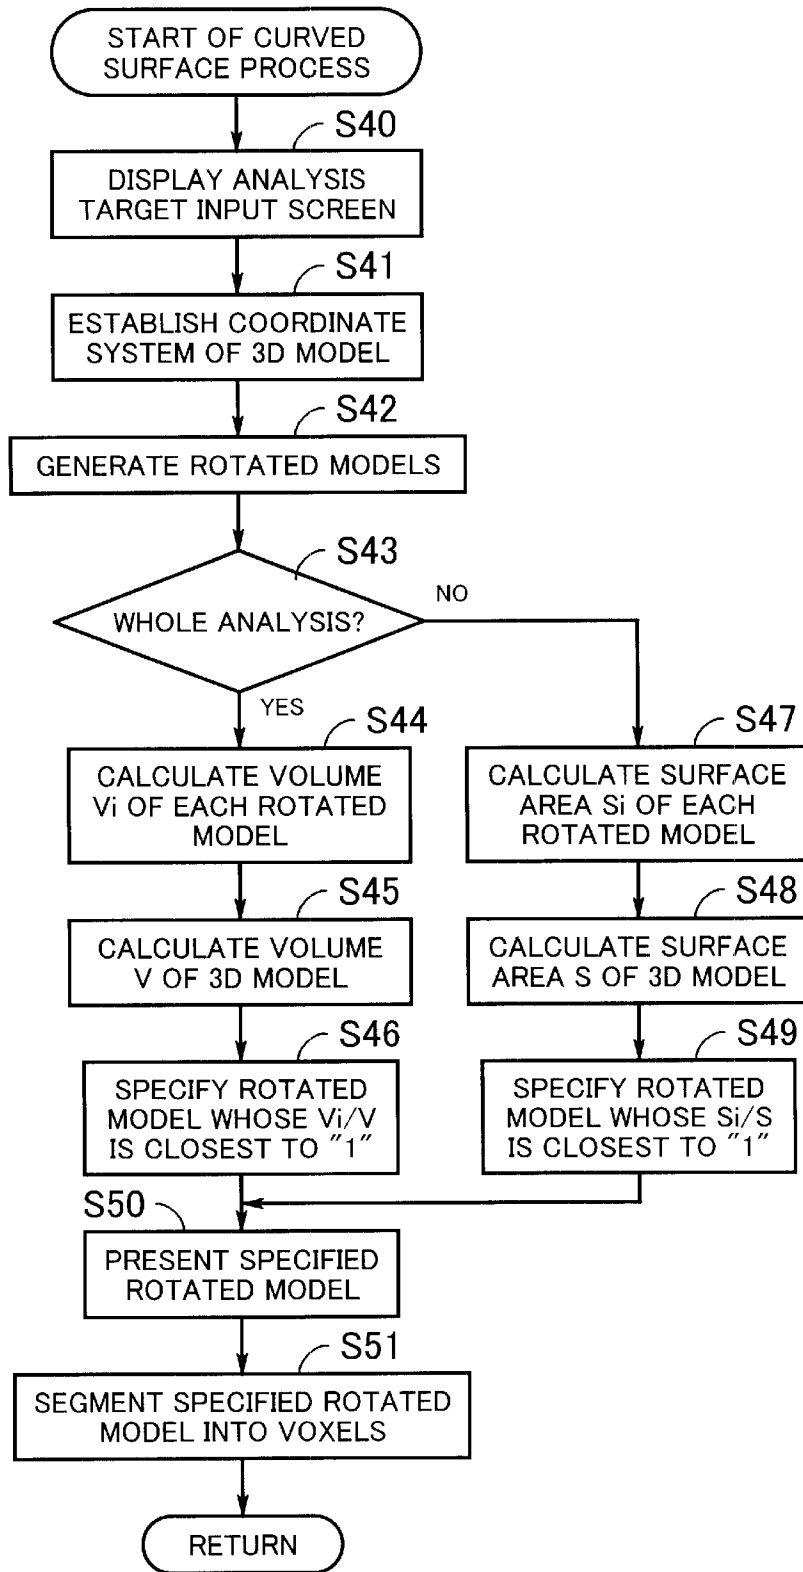 START OF CURVED
SURFACE PROCESS
S40
DISPLAY ANALYSIS
TARGET INPUT SCREEN
S41
ESTABLISH COORDINATE
SYSTEM OF 3D MODEL
S42
GENERATE ROTATED MODELS
S43
WHOLE ANALYSIS?
NO
YES
S44
CALCULATE VOLUME
Vi OF EACH ROTATED
MODEL
S45
CALCULATE VOLUME
V OF 3D MODEL
S46
SPECIFY ROTATED
MODEL WHOSE Vi/V
IS CLOSEST TO "1"
S47
CALCULATE SURFACE
AREA Si OF EACH
ROTATED MODEL
S48
CALCULATE SURFACE
AREA S OF 3D MODEL
S49
SPECIFY ROTATED
MODEL WHOSE Si/S
IS CLOSEST TO "1"
S50
PRESENT SPECIFIED
ROTATED MODEL
S51
SEGMENT SPECIFIED ROTATED
MODEL INTO VOXELS
RETURN